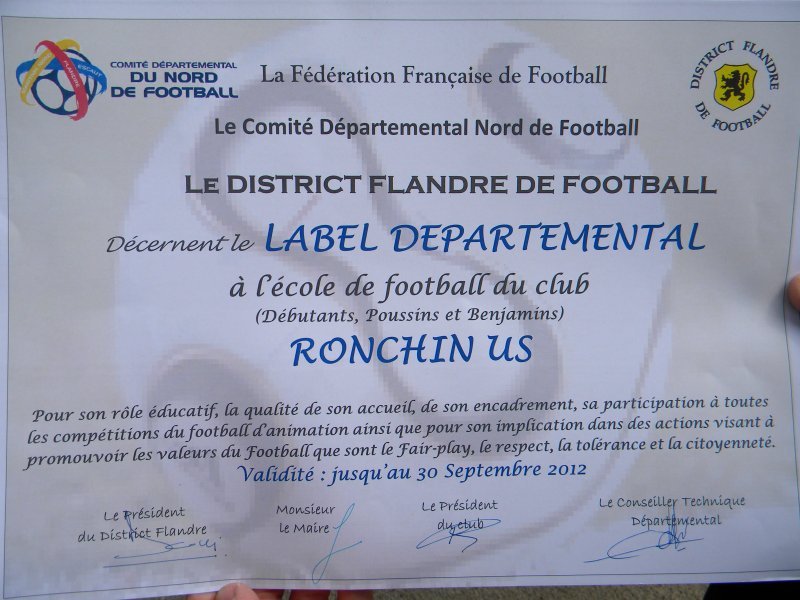 COMITÉ DÉPARTEMENTAL
DU NORD
DE FOOTBALL
FLANDRE
ESCAUT
DISTRICT FLANDRE
DE FOOTBALL
La Fédération Française de Football
Le Comité Départemental Nord de Football
LE DISTRICT FLANDRE DE FOOTBALL
Décernent le LABEL DEPARTEMENTAL
à l'école de football du club
(Débutants, Poussins et Benjamins)
RONCHIN US
Pour son rôle éducatif, la qualité de son accueil, de son encadrement, sa participation à toutes
les compétitions du football d'animation ainsi que pour son implication dans des actions visant à
promouvoir les valeurs du Football que sont le Fair-play, le respect, la tolérance et la citoyenneté.
Validité : jusqu'au 30 Septembre 2012
Le Président
du District Flandre
Monsieur
le Maire
Le Président
du club
Le Conseiller Technique
Départemental